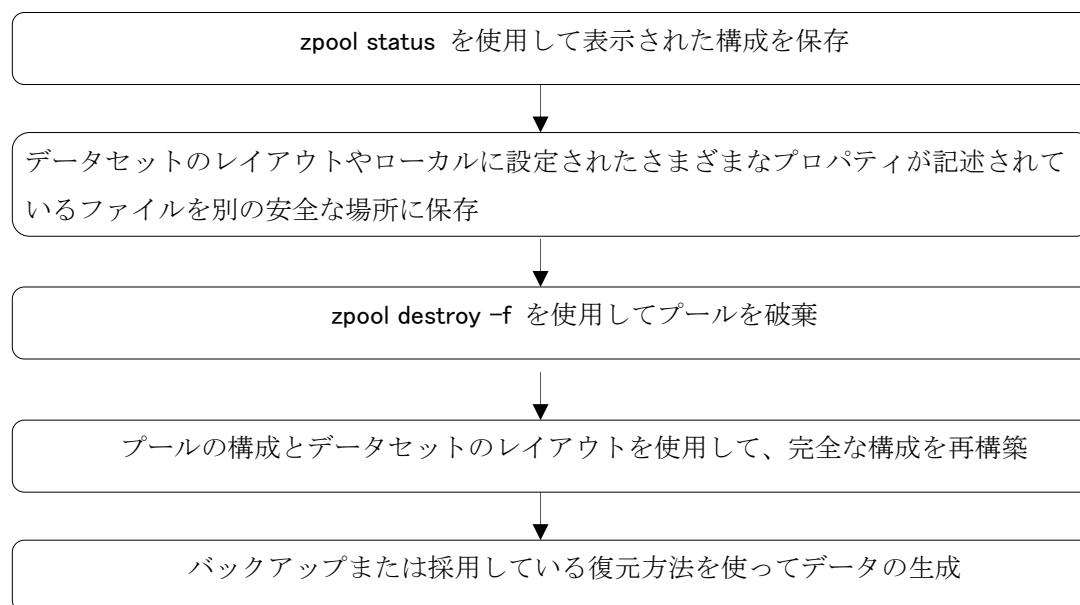 zpool status を使用して表示された構成を保存
データセットのレイアウトやローカルに設定されたさまざまなプロパティが記述されて
いるファイルを別の安全な場所に保存
zpool destroy –f を使用してプールを破棄
プールの構成とデータセットのレイアウトを使用して、完全な構成を再構築
バックアップまたは採用している復元方法を使ってデータの生成